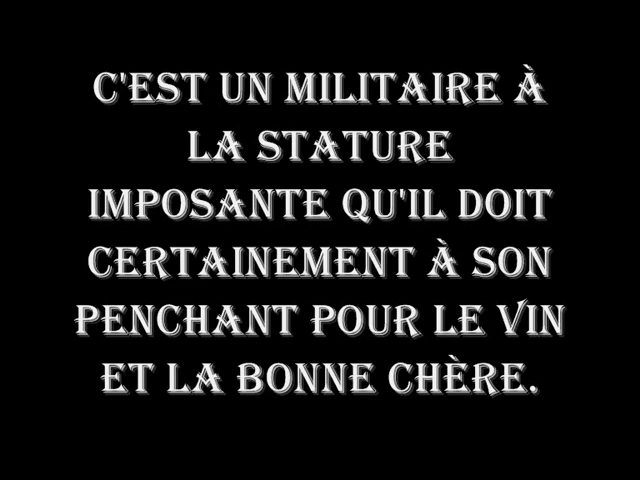 C'EST UN MILITAIRE À
LA STATURE
IMPOSANTE QU'IL DOIT
CERTAINEMENT À SON
PENCHANT POUR LE VIN
ET LA BONNE CHÈRE.